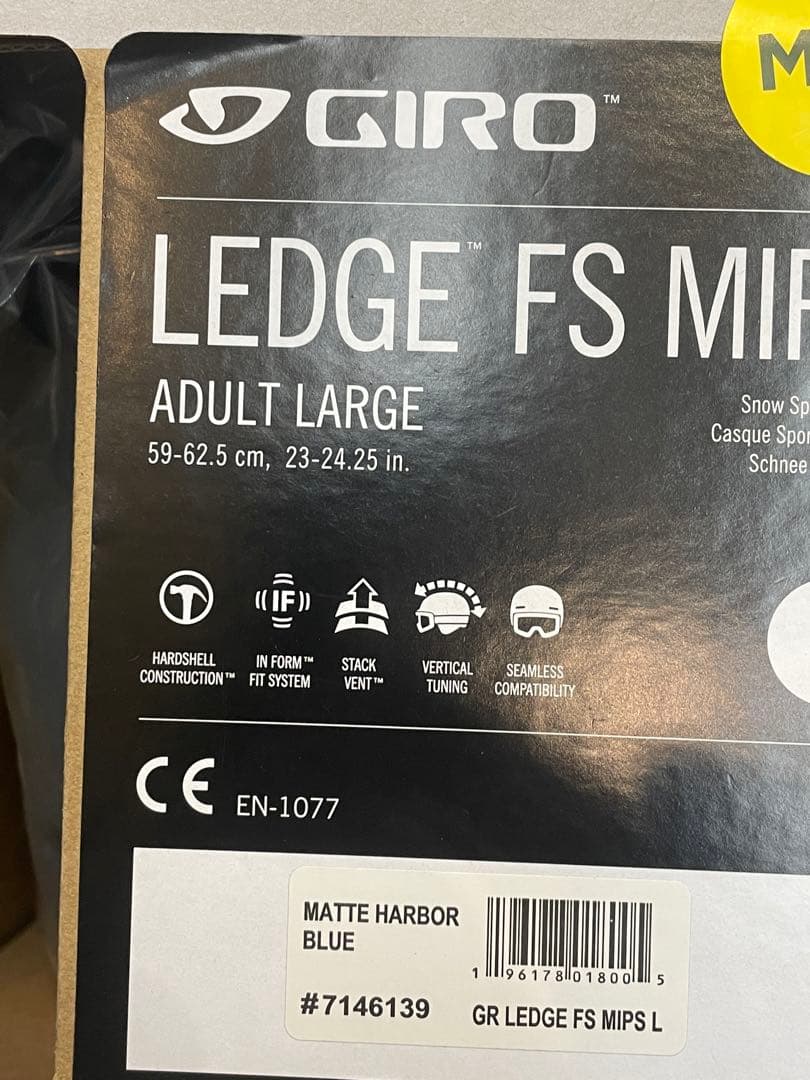 GIRO™
LEDGE™ FS MIP
ADULT LARGE
59-62.5 cm, 23-24.25 in.
Snow Sp
Casque Spor
Schnee
M
IF
HARDSHELL
CONSTRUCTION™
IN FORM™
FIT SYSTEM
STACK
VENT™
VERTICAL
TUNING
SEAMLESS
COMPATIBILITY
CE EN-1077
MATTE HARBOR
BLUE
#7146139
1 96178 01800 5
GR LEDGE FS MIPS L